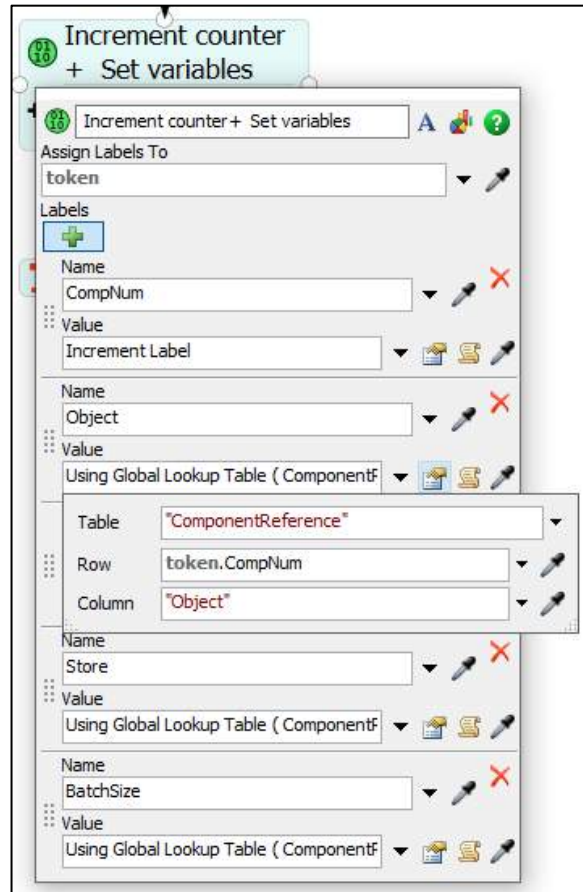 Increment counter
+ Set variables
Increment counter+ Set variables
Assign Labels To
token
Labels
Name
CompNum
Value
Increment Label
Name
Object
Value
Using Global Lookup Table ( ComponentF
Table "ComponentReference"
Row token.CompNum
Column "Object"
Name
Store
Value
Using Global Lookup Table ( ComponentF
Name
BatchSize
Value
Using Global Lookup Table ( ComponentF